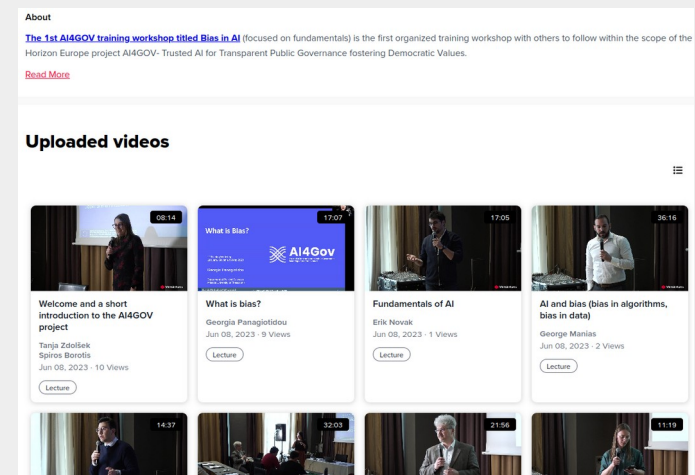 About
The 1st AI4GOV training workshop titled Bias in AI (focused on fundamentals) is the first organized training workshop with others to follow within the scope of the
Horizon Europe project AI4GOV- Trusted AI for Transparent Public Governance fostering Democratic Values.
Read More
Uploaded videos
08:14
17:07
17:05
36:16
What is Bias?
AI4Gov
Georgia Panagiotidou
Welcome and a short
introduction to the AI4GOV
project
Tanja Zdolšek
Spiros Borotis
Jun 08, 2023 · 10 Views
Lecture
What is bias?
Georgia Panagiotidou
Jun 08, 2023 · 9 Views
Lecture
Fundamentals of AI
Erik Novak
Jun 08, 2023 · 1 Views
Lecture
AI and bias (bias in algorithms,
bias in data)
George Manias
Jun 08, 2023 · 2 Views
Lecture
14:37
32:03
21:56
11:19